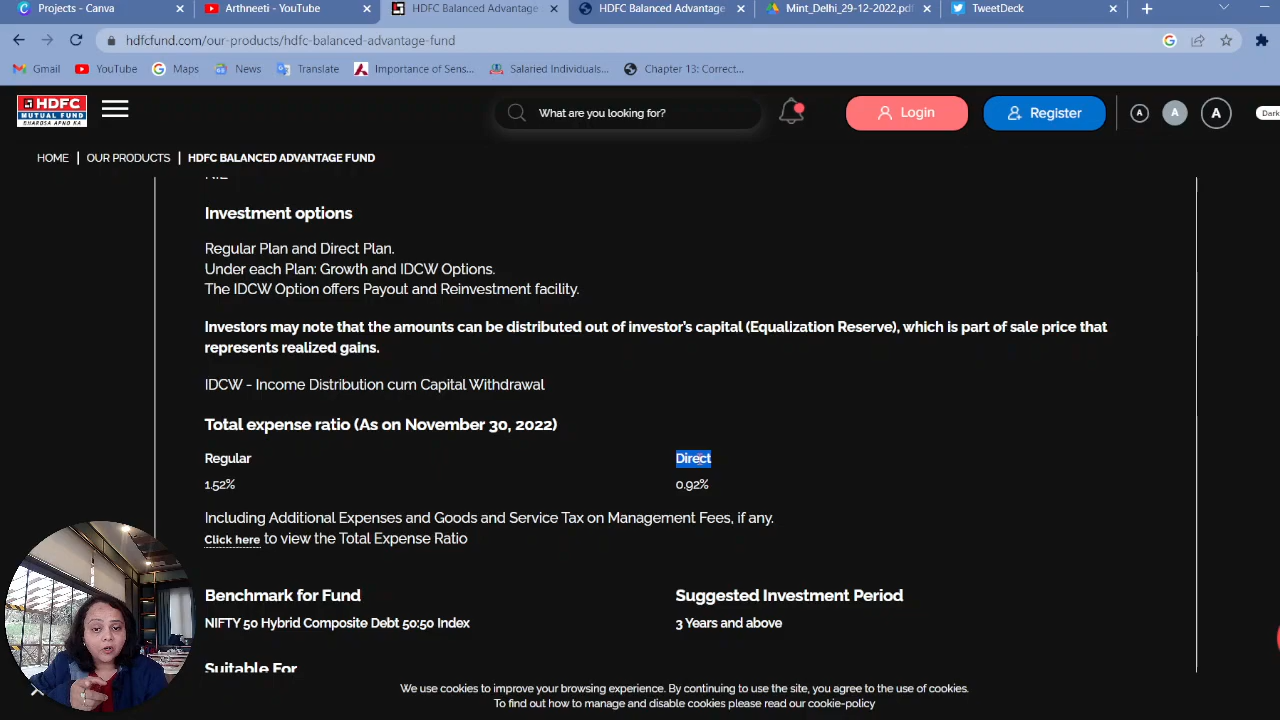 Projects - Canva
Arthneeti - YouTube
HDFC Balanced Advantage
HDFC Balanced Advantage
Mint_Delhi_29-12-2022.pdf
TweetDeck
hdfcfund.com/our-products/hdfc-balanced-advantage-fund
Gmail
YouTube
Maps
News
Translate
Importance of Sens...
Salaried Individuals...
Chapter 13: Correct...
HDFC
MUTUAL FUND
BHAROSA APNO KA
What are you looking for?
Login
Register
A
A
A
Dark
HOME | OUR PRODUCTS | HDFC BALANCED ADVANTAGE FUND
Investment options
Regular Plan and Direct Plan.
Under each Plan: Growth and IDCW Options.
The IDCW Option offers Payout and Reinvestment facility.
Investors may note that the amounts can be distributed out of investor's capital (Equalization Reserve), which is part of sale price that
represents realized gains.
IDCW - Income Distribution cum Capital Withdrawal
Total expense ratio (As on November 30, 2022)
Regular
Direct
1.52%
0.92%
Including Additional Expenses and Goods and Service Tax on Management Fees, if any.
Click here to view the Total Expense Ratio
Benchmark for Fund
Suggested Investment Period
NIFTY 50 Hybrid Composite Debt 50:50 Index
3 Years and above
Suitable For
We use cookies to improve your browsing experience. By continuing to use the site, you agree to the use of cookies.
To find out how to manage and disable cookies please read our cookie-policy